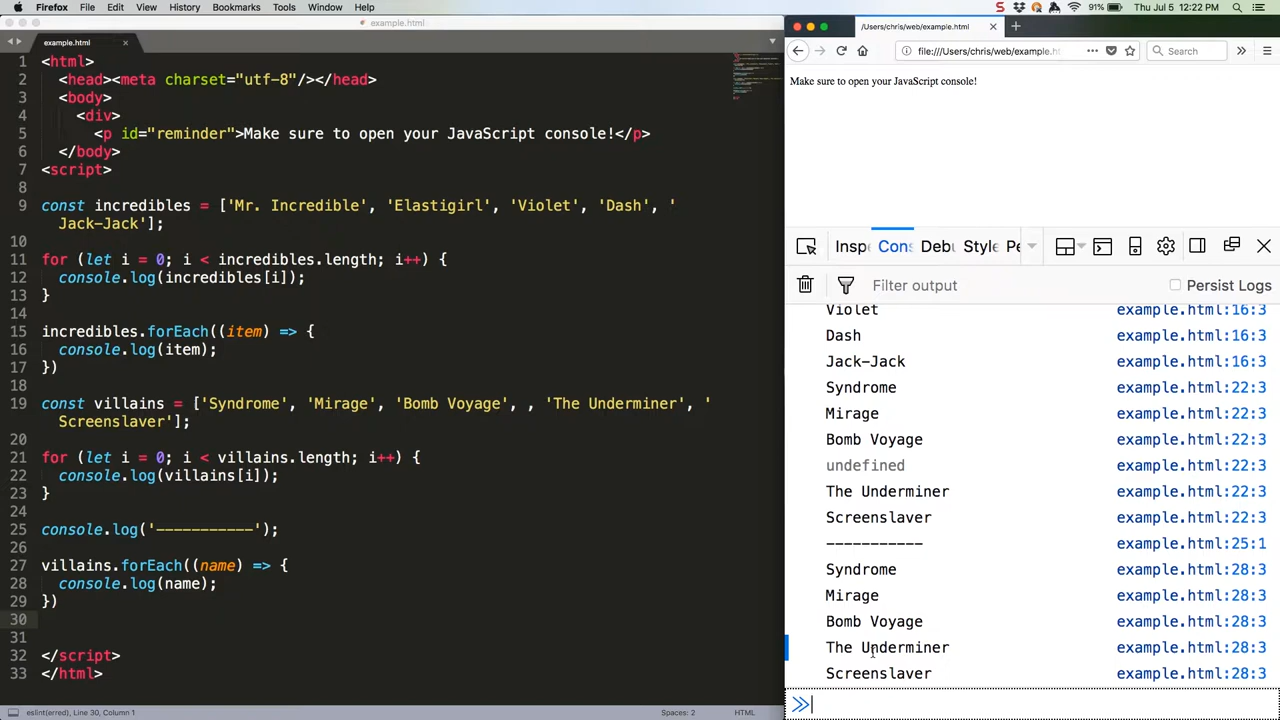 Firefox File Edit View History Bookmarks Tools Window Help 91% Thu Jul 5 12:22 PM
example.html
/Users/chris/web/example.html
example.html
file:///Users/chris/web/example.ht
Search
Make sure to open your JavaScript console!
1 <html>
2 <head><meta charset="utf-8"/></head>
3 <body>
4 <div>
5 <p id="reminder">Make sure to open your JavaScript console!</p>
6 </body>
7 <script>
8
9 const incredibles = ['Mr. Incredible', 'Elastigirl', 'Violet', 'Dash', '
Jack-Jack'];
10
11 for (let i = 0; i < incredibles.length; i++) {
12 console.log(incredibles[i]);
13 }
14
15 incredibles.forEach((item) => {
16 console.log(item);
17 })
18
19 const villains = ['Syndrome', 'Mirage', 'Bomb Voyage', , 'The Underminer', '
Screenslaver'];
20
21 for (let i = 0; i < villains.length; i++) {
22 console.log(villains[i]);
23 }
24
25 console.log('-----------');
26
27 villains.forEach((name) => {
28 console.log(name);
29 })
30
31
32 </script>
33 </html>
eslint(erred), Line 30, Column 1 Spaces: 2 HTML
Inspe Cons Debu Style Pe
Filter output Persist Logs
Violet example.html:16:3
Dash example.html:16:3
Jack-Jack example.html:16:3
Syndrome example.html:22:3
Mirage example.html:22:3
Bomb Voyage example.html:22:3
undefined example.html:22:3
The Underminer example.html:22:3
Screenslaver example.html:22:3
----------- example.html:25:1
Syndrome example.html:28:3
Mirage example.html:28:3
Bomb Voyage example.html:28:3
The Underminer example.html:28:3
Screenslaver example.html:28:3